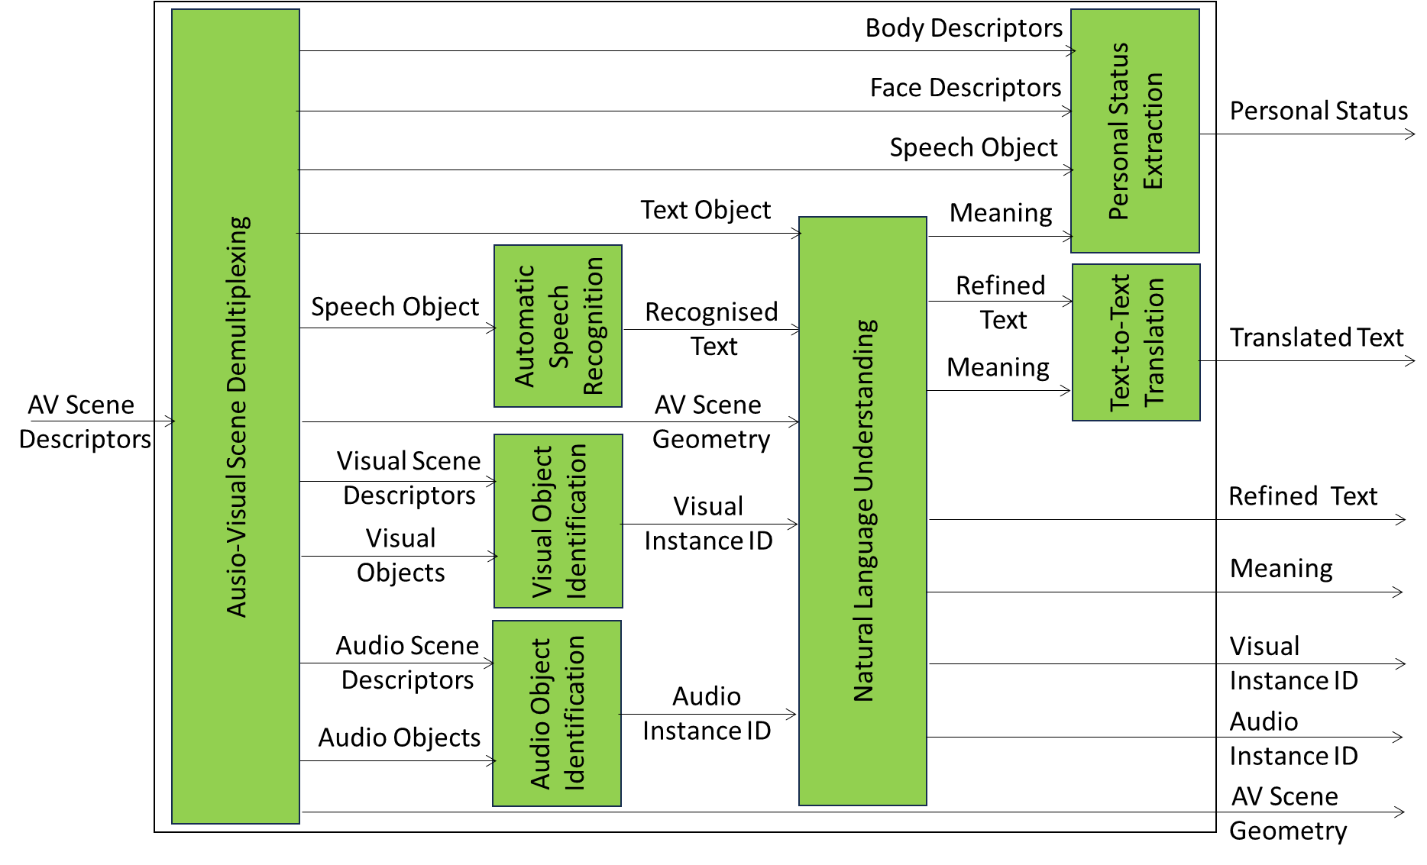 Body Descriptors
Face Descriptors
Speech Object
Personal Status
Extraction
Personal Status
Text Object
Meaning
Ausio-Visual Scene Demultiplexing
Speech Object
Automatic
Speech
Recognition
Recognised
Text
Natural Language Understanding
Refined
Text
Meaning
Text-to-Text
Translation
Translated Text
AV Scene
Descriptors
AV Scene
Geometry
Visual Scene
Descriptors
Visual
Objects
Visual Object
Identification
Visual
Instance ID
Refined Text
Meaning
Audio Scene
Descriptors
Audio Objects
Audio Object
Identification
Audio
Instance ID
Visual
Instance ID
Audio
Instance ID
AV Scene
Geometry